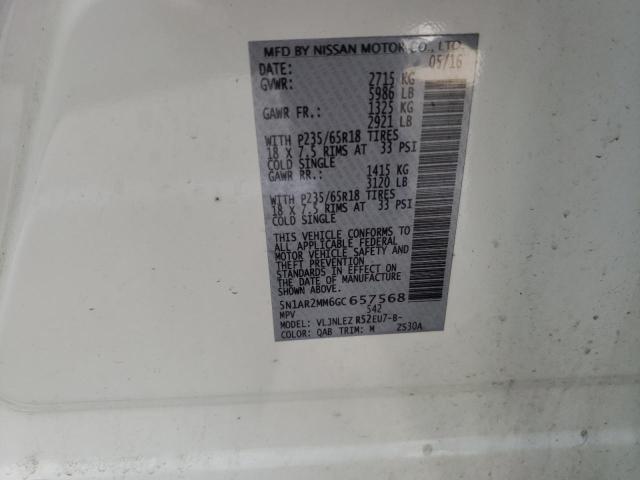 MFD BY NISSAN MOTOR CO., LTD.
DATE: 05/16
GVWR: 2715 KG
5986 LB
GAWR FR.: 1325 KG
2921 LB
WITH P235/65R18 TIRES
18 X 7.5 RIMS AT 33 PSI
COLD SINGLE
GAWR RR.: 1415 KG
3120 LB
WITH P235/65R18 TIRES
18 X 7.5 RIMS AT 33 PSI
COLD SINGLE
THIS VEHICLE CONFORMS TO
ALL APPLICABLE FEDERAL
MOTOR VEHICLE SAFETY AND
THEFT PREVENTION
STANDARDS IN EFFECT ON
THE DATE OF MANUFACTURE
5N1AR2MM6GC 657568
MPV 542
MODEL: VLJNLEZ R52EU7-B-
COLOR: QAB TRIM: M 2S30A